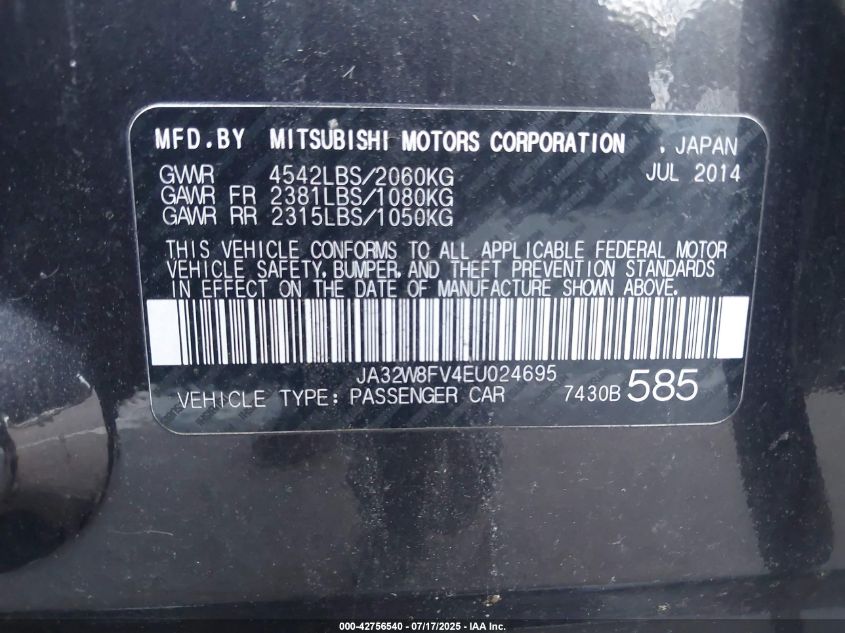 MFD.BY MITSUBISHI MOTORS CORPORATION , JAPAN
GVWR 4542LBS/2060KG JUL 2014
GAWR FR 2381LBS/1080KG
GAWR RR 2315LBS/1050KG
THIS VEHICLE CONFORMS TO ALL APPLICABLE FEDERAL MOTOR
VEHICLE SAFETY, BUMPER, AND THEFT PREVENTION STANDARDS
IN EFFECT ON THE DATE OF MANUFACTURE SHOWN ABOVE.
JA32W8FV4EU024695
VEHICLE TYPE: PASSENGER CAR 7430B 585
000-42756540 - 07/17/2025 - IAA Inc.